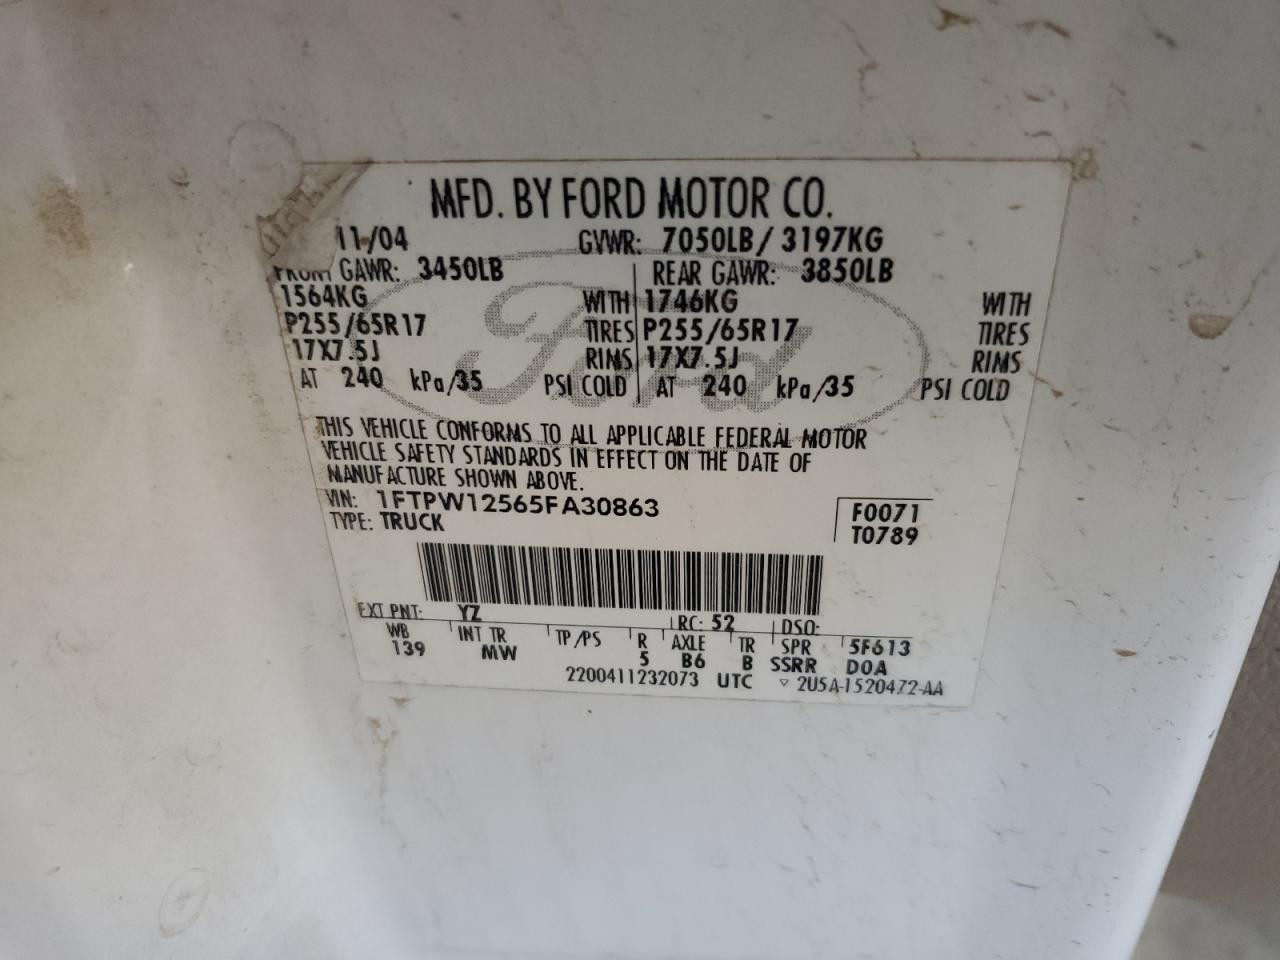 MFD. BY FORD MOTOR CO.
11/04 GVWR: 7050LB/ 3197KG
FRONT GAWR: 3450LB REAR GAWR: 3850LB
1564KG WITH 1746KG WITH
P255/65R17 TIRES P255/65R17 TIRES
17X7.5J RIMS 17X7.5J RIMS
AT 240 kPa/35 PSI COLD AT 240 kPa/35 PSI COLD
Ford
THIS VEHICLE CONFORMS TO ALL APPLICABLE FEDERAL MOTOR
VEHICLE SAFETY STANDARDS IN EFFECT ON THE DATE OF
MANUFACTURE SHOWN ABOVE.
VIN: 1FTPW12565FA30863 F0071
TYPE: TRUCK T0789
EXT PNT: YZ RC: 52 DSO:
WB INT TR TP/PS R AXLE TR SPR 5F613
139 MW 5 B6 B SSRR D0A
2200411232073 UTC ▿ 2U5A-1520472-AA